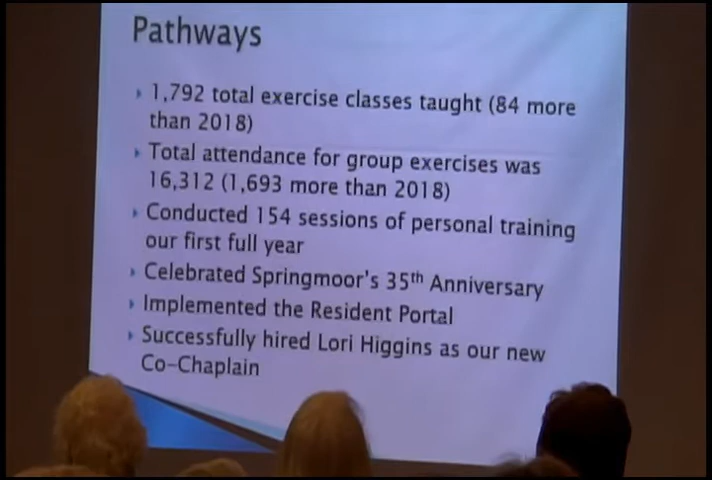 Pathways
1,792 total exercise classes taught (84 more
than 2018)
Total attendance for group exercises was
16,312 (1,693 more than 2018)
Conducted 154 sessions of personal training
our first full year
Celebrated Springmoor's 35th Anniversary
Implemented the Resident Portal
Successfully hired Lori Higgins as our new
Co-Chaplain